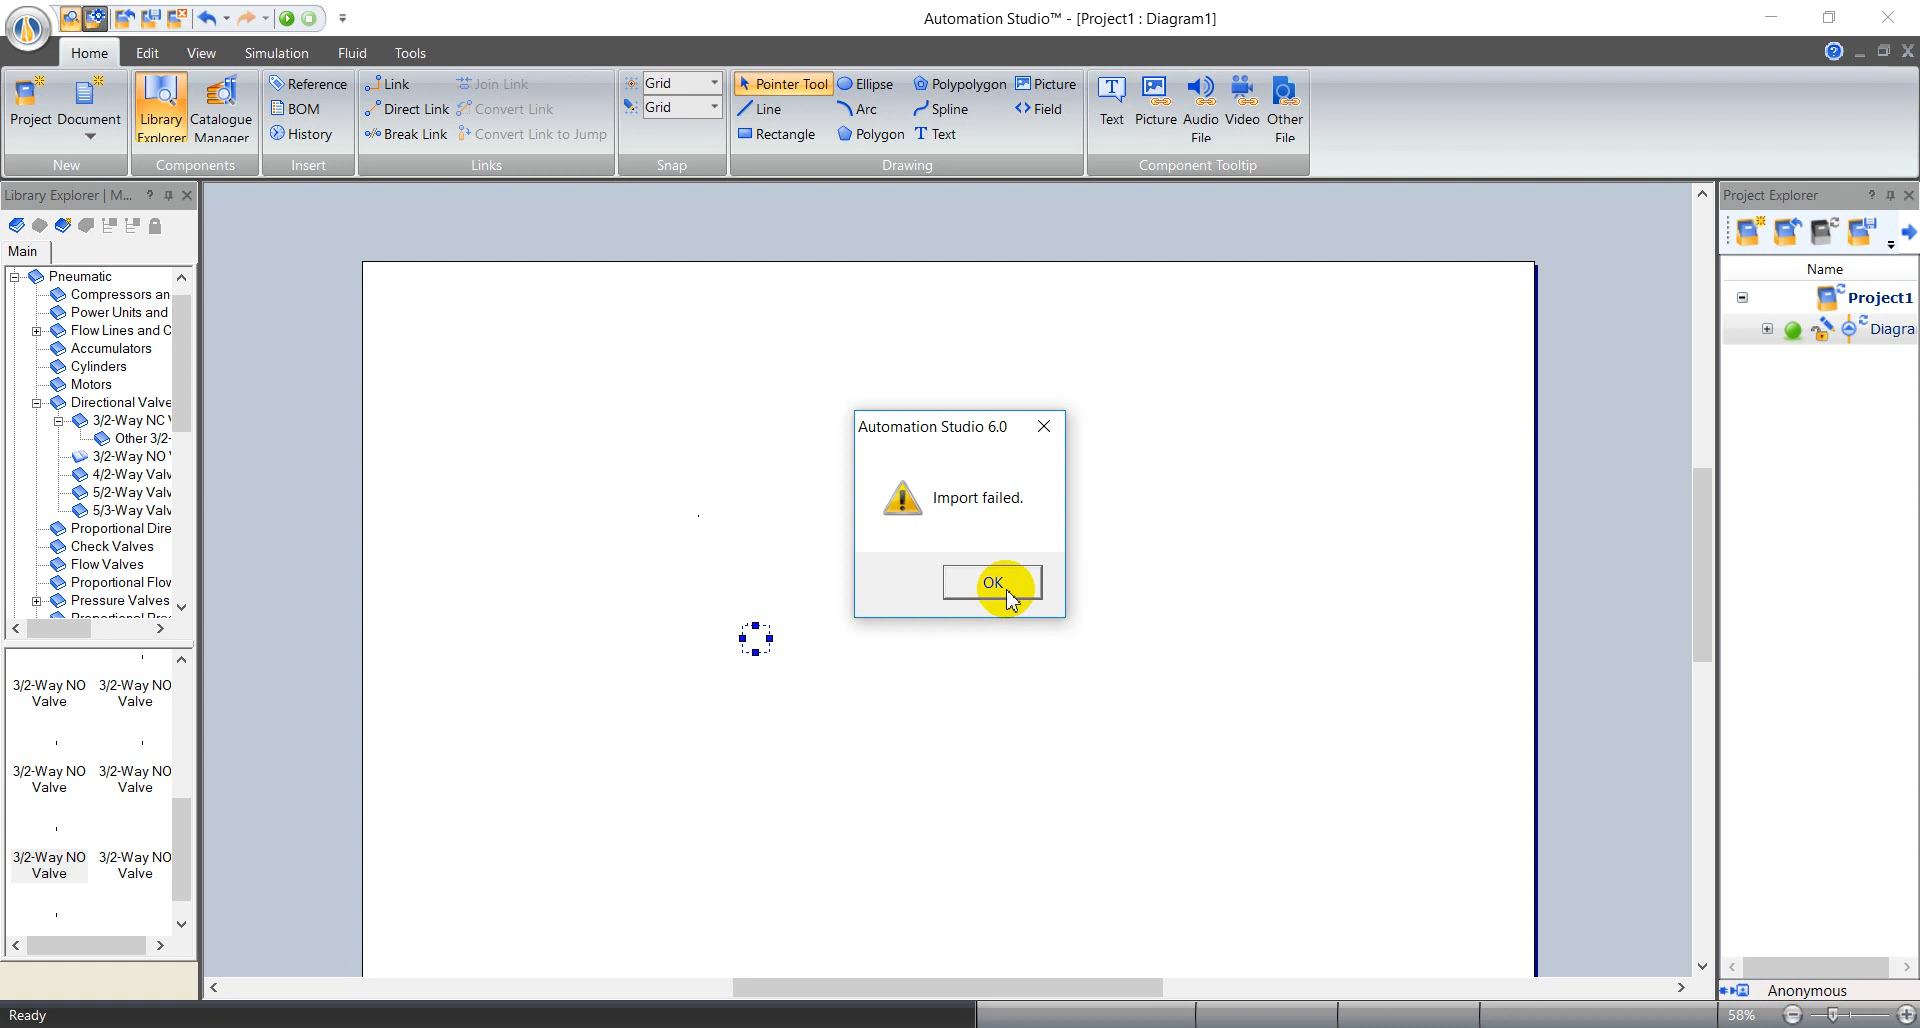 Automation Studio™ - [Project1 : Diagram1]
Home Edit View Simulation Fluid Tools
Project Document
New
Library Explorer
Catalogue Manager
Components
Reference
BOM
History
Insert
Link
Direct Link
Break Link
Join Link
Convert Link
Convert Link to Jump
Links
Grid
Grid
Snap
Pointer Tool
Line
Rectangle
Ellipse
Arc
Polygon
Polypolygon
Spline
Text
Picture
Field
Drawing
Text
Picture
Audio File
Video
Other File
Component Tooltip
Library Explorer | M...
Main
Pneumatic
Compressors an
Power Units and
Flow Lines and C
Accumulators
Cylinders
Motors
Directional Valve
3/2-Way NC V
Other 3/2-
3/2-Way NO V
4/2-Way Valv
5/2-Way Valv
5/3-Way Valv
Proportional Dire
Check Valves
Flow Valves
Proportional Flow
Pressure Valves
3/2-Way NO Valve
3/2-Way NO Valve
3/2-Way NO Valve
3/2-Way NO Valve
3/2-Way NO Valve
3/2-Way NO Valve
Automation Studio 6.0
Import failed.
OK
Project Explorer
Name
Project1
Diagra
Anonymous
Ready
58%